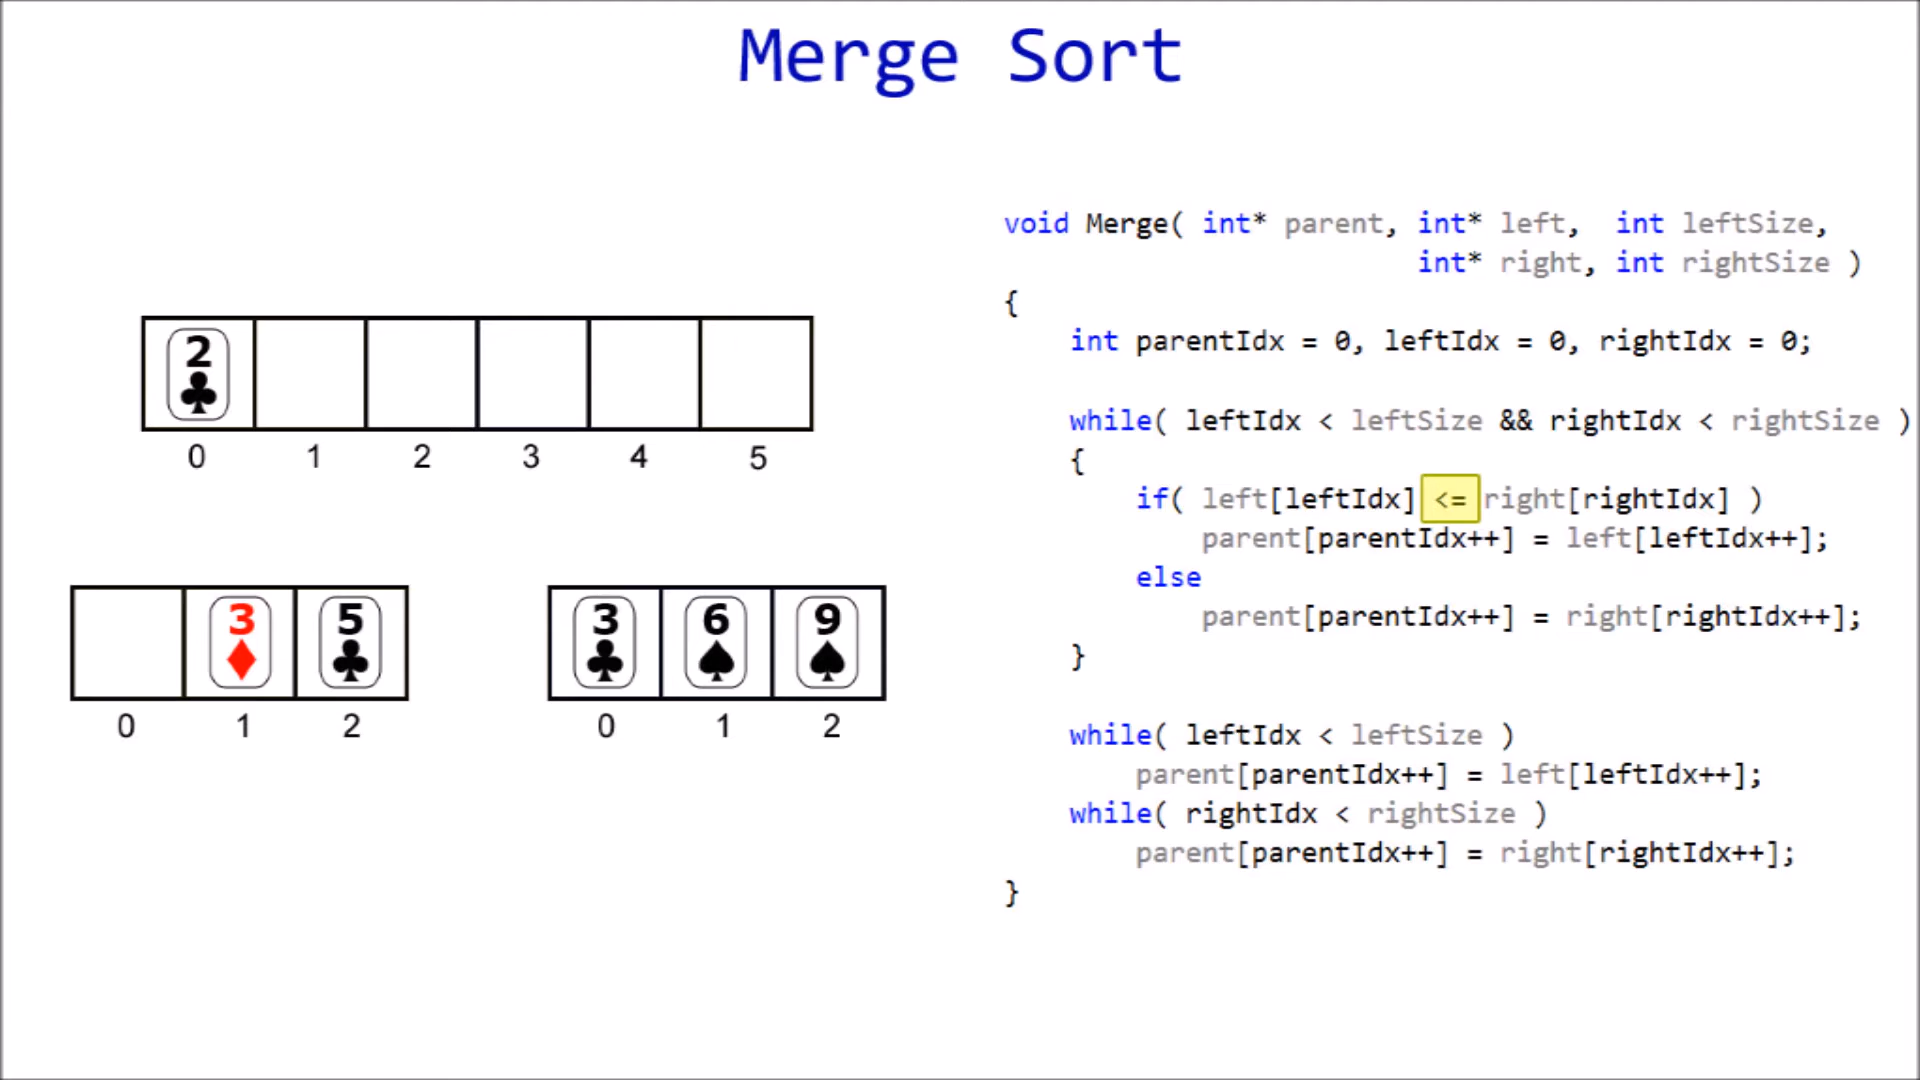 Merge Sort
2
0 1 2 3 4 5
3 5
0 1 2
3 6 9
0 1 2
void Merge( int* parent, int* left, int leftSize,
int* right, int rightSize )
{
int parentIdx = 0, leftIdx = 0, rightIdx = 0;
while( leftIdx < leftSize && rightIdx < rightSize )
{
if( left[leftIdx] <= right[rightIdx] )
parent[parentIdx++] = left[leftIdx++];
else
parent[parentIdx++] = right[rightIdx++];
}
while( leftIdx < leftSize )
parent[parentIdx++] = left[leftIdx++];
while( rightIdx < rightSize )
parent[parentIdx++] = right[rightIdx++];
}